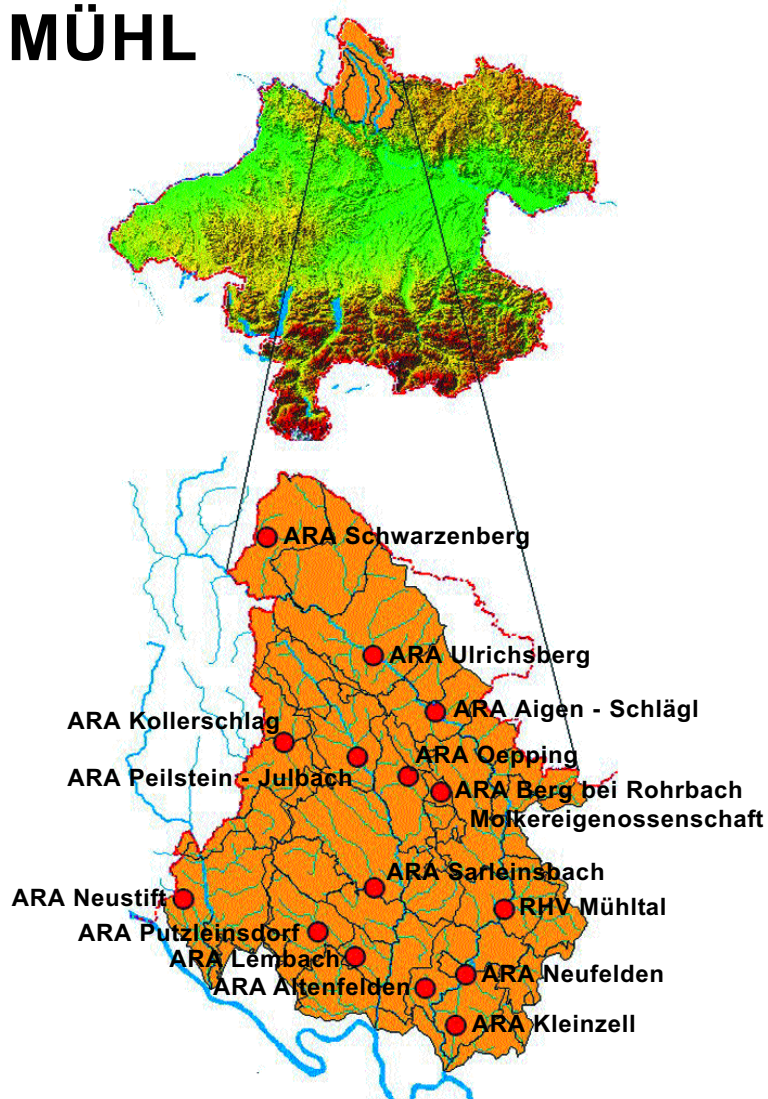 MÜHL
ARA Schwarzenberg
ARA Ulrichsberg
ARA Aigen - Schlägl
ARA Kollerschlag
ARA Oepping
ARA Peilstein - Julbach
ARA Berg bei Rohrbach
Molkereigenossenschaft
ARA Sarleinsbach
ARA Neustift
RHV Mühltal
ARA Putzleinsdorf
ARA Lembach
ARA Neufelden
ARA Altenfelden
ARA Kleinzell